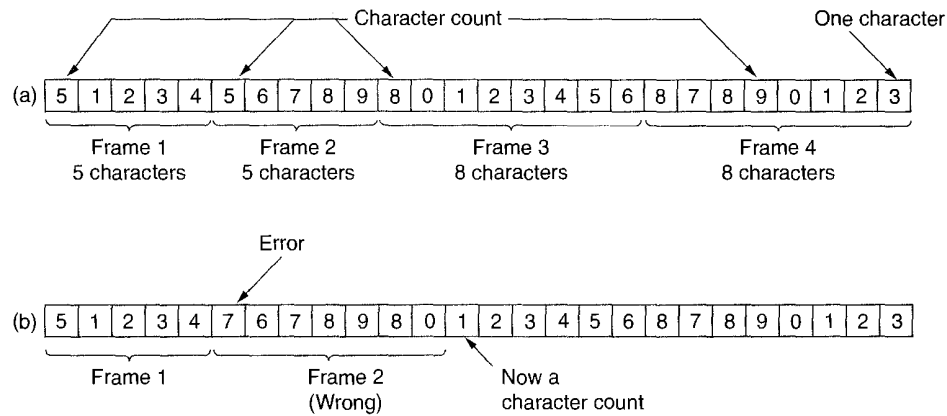 Character count
One character
(a) 5 1 2 3 4 5 6 7 8 9 8 0 1 2 3 4 5 6 8 7 8 9 0 1 2 3
Frame 1
5 characters
Frame 2
5 characters
Frame 3
8 characters
Frame 4
8 characters
Error
(b) 5 1 2 3 4 7 6 7 8 9 8 0 1 2 3 4 5 6 8 7 8 9 0 1 2 3
Frame 1
Frame 2
(Wrong)
Now a
character count